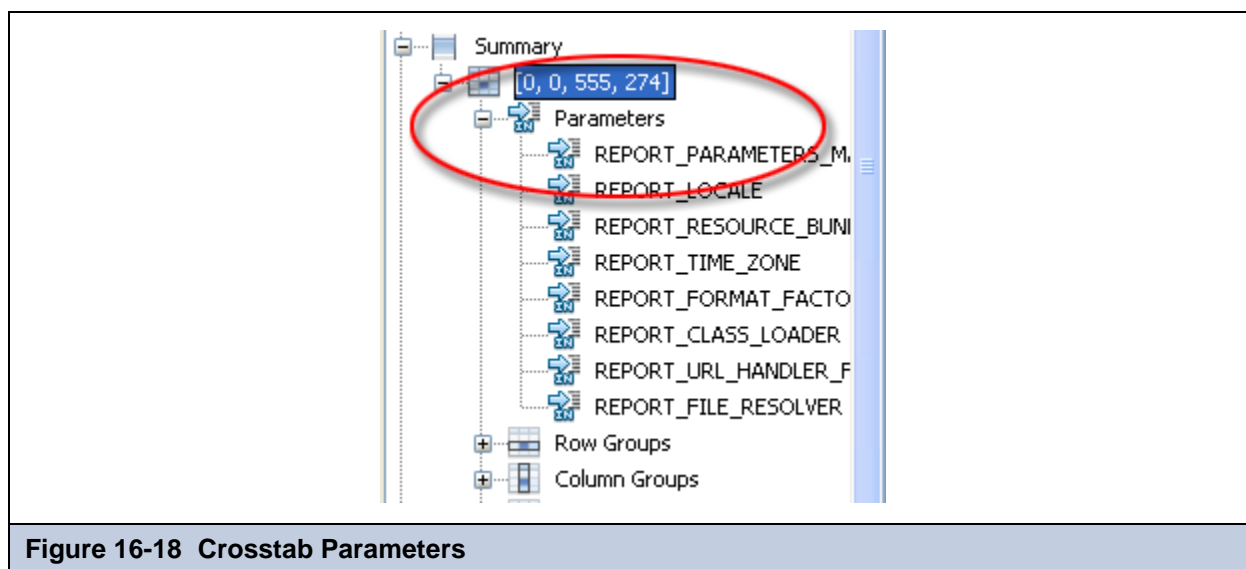 Summary
[0, 0, 555, 274]
Parameters
REPORT_PARAMETERS_M
REPORT_LOCALE
REPORT_RESOURCE_BUN
REPORT_TIME_ZONE
REPORT_FORMAT_FACTO
REPORT_CLASS_LOADER
REPORT_URL_HANDLER_F
REPORT_FILE_RESOLVER
Row Groups
Column Groups
Figure 16-18 Crosstab Parameters